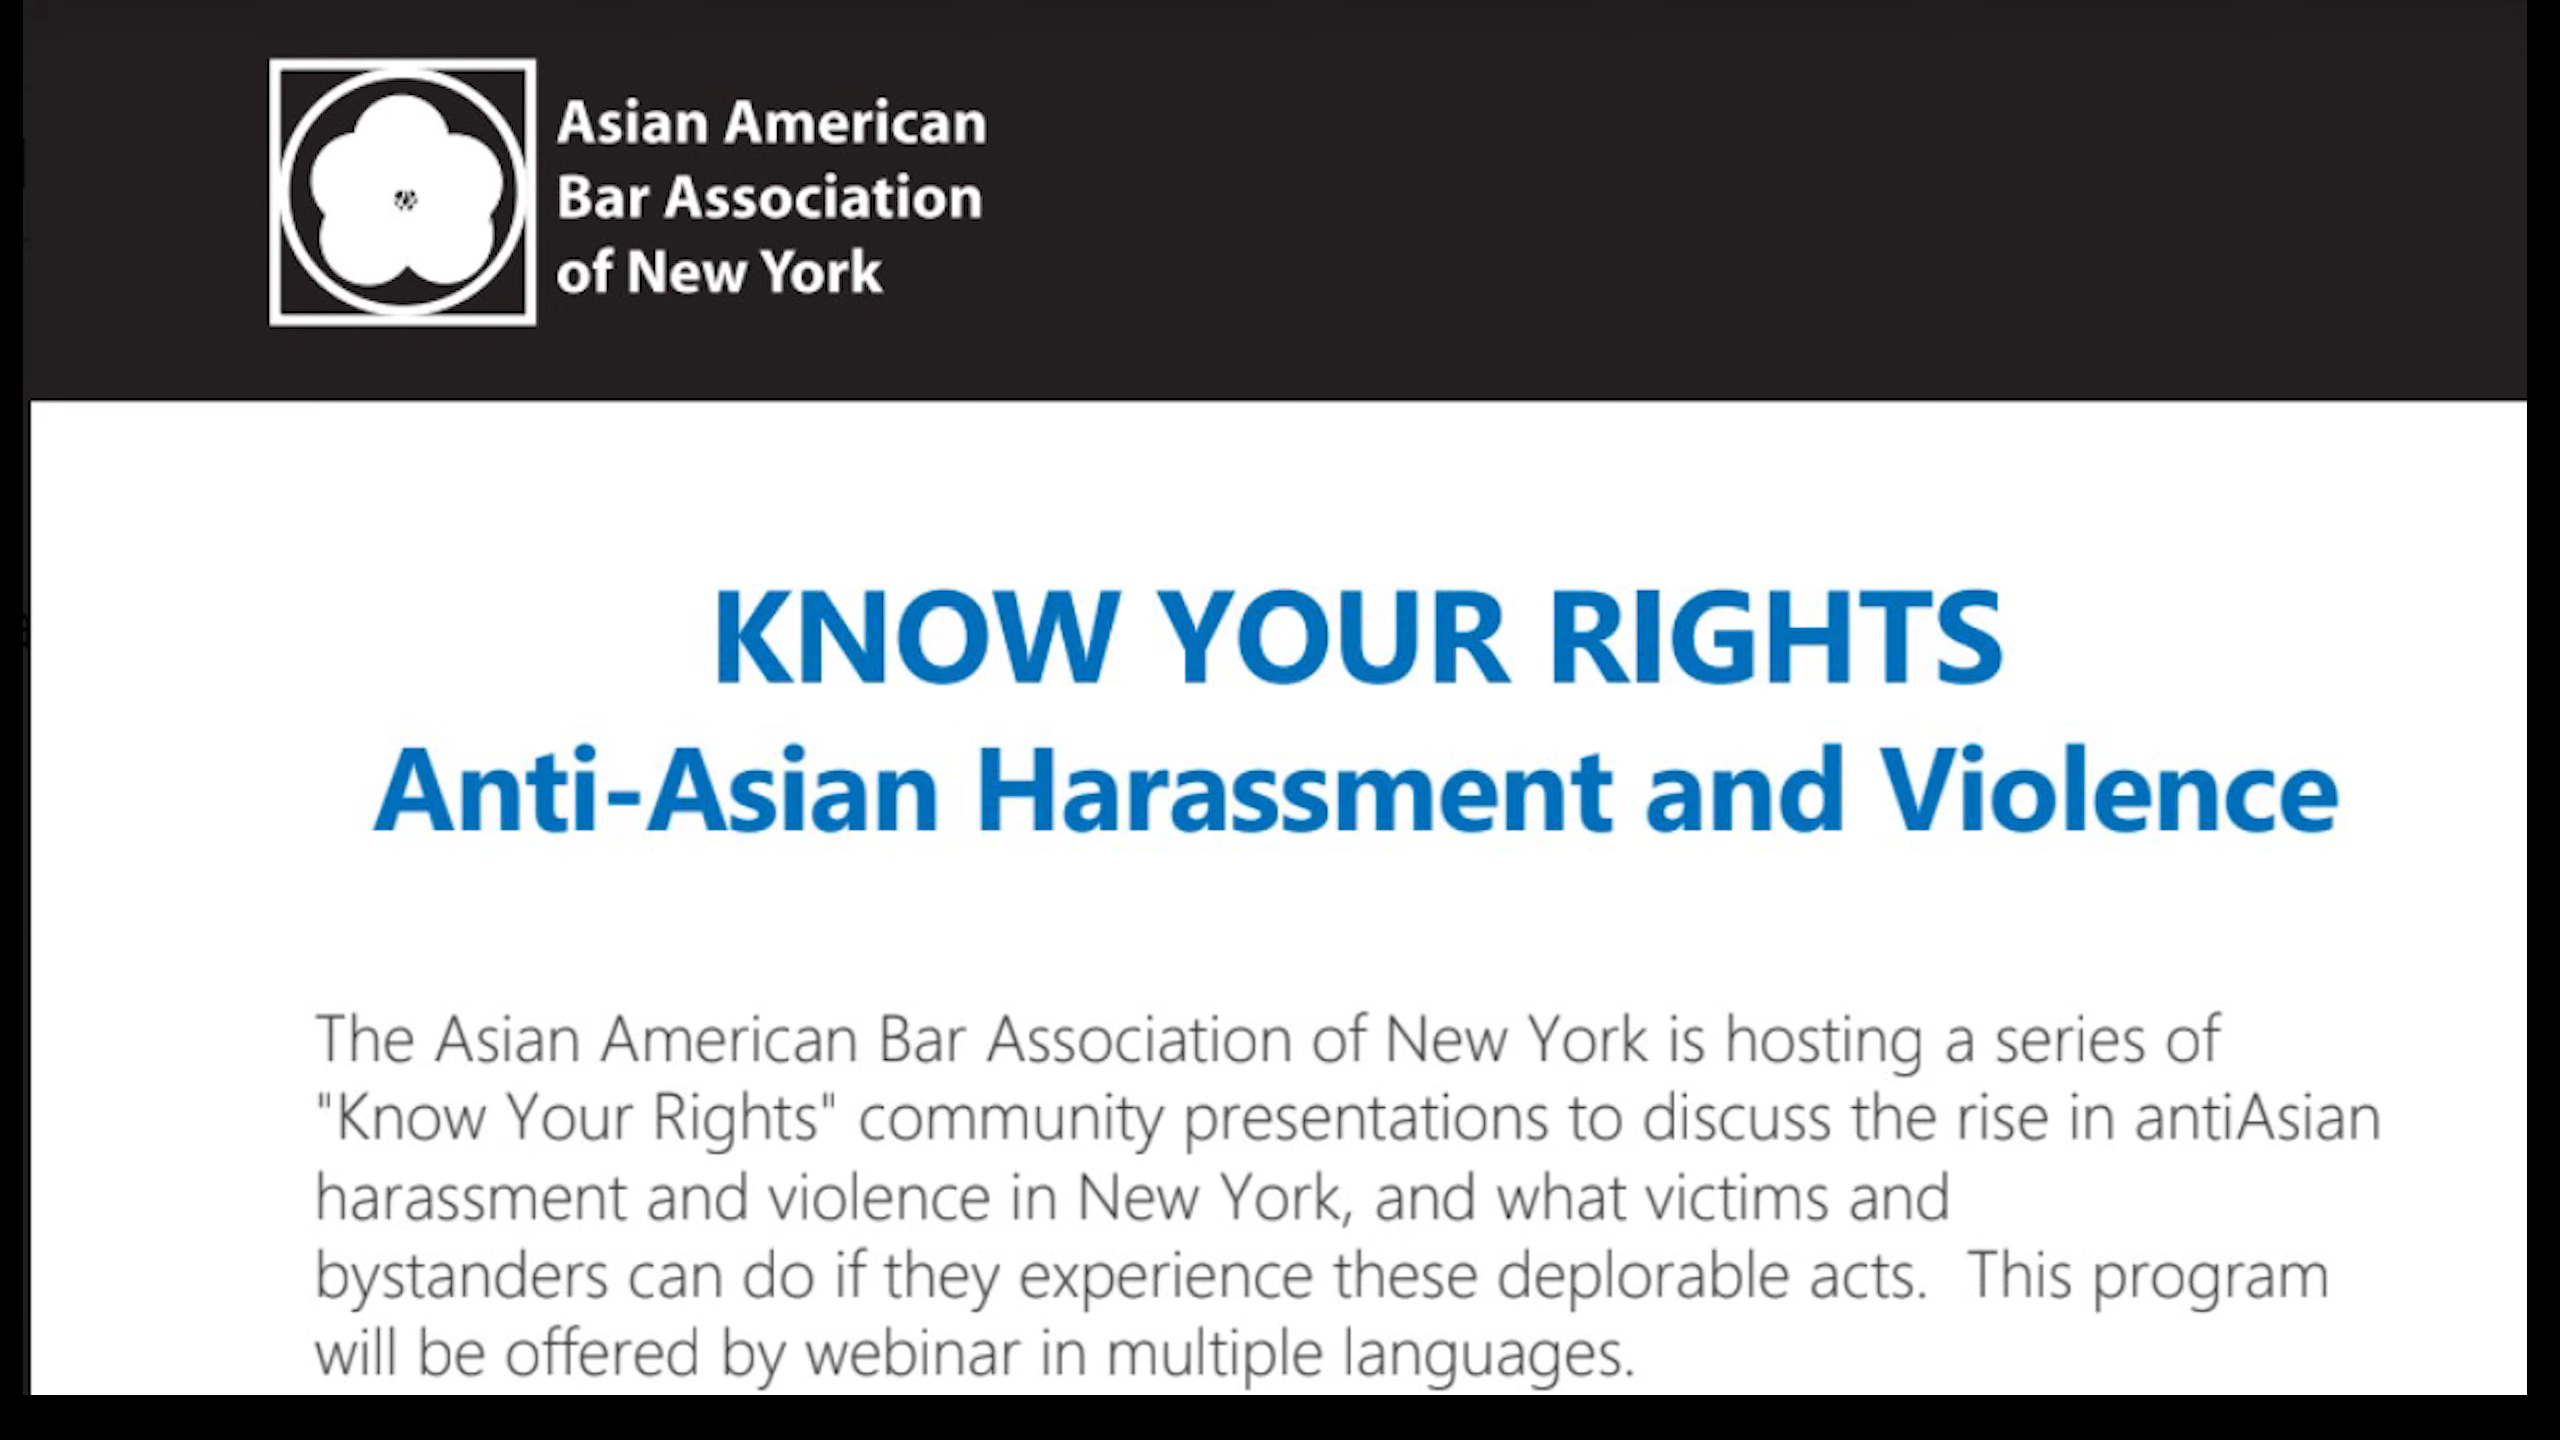 Asian American
Bar Association
of New York
KNOW YOUR RIGHTS
Anti-Asian Harassment and Violence
The Asian American Bar Association of New York is hosting a series of
"Know Your Rights" community presentations to discuss the rise in antiAsian
harassment and violence in New York, and what victims and
bystanders can do if they experience these deplorable acts.  This program
will be offered by webinar in multiple languages.